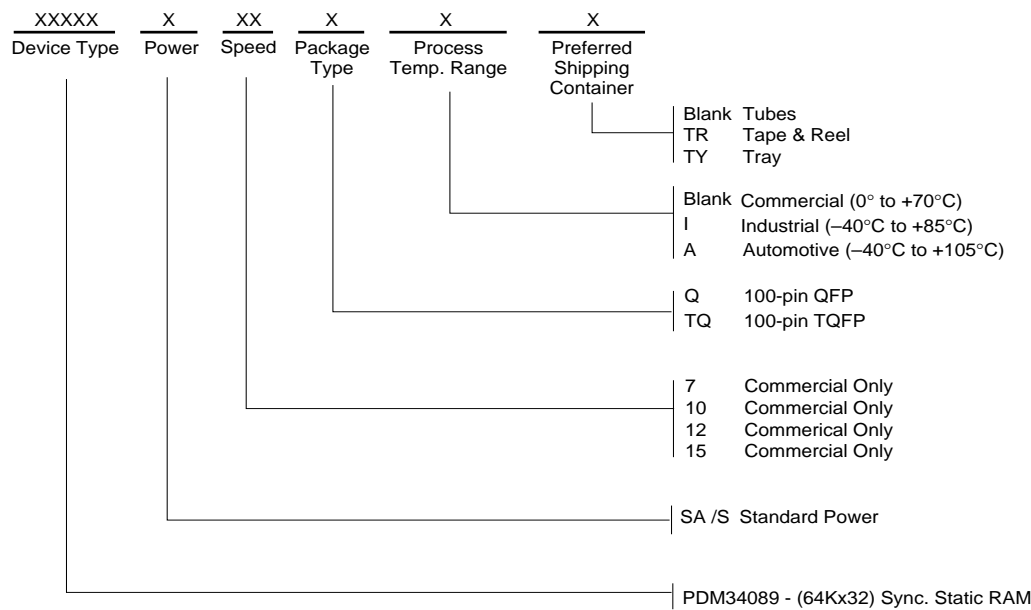 XXXXX X XX X X X
Device Type Power Speed Package Process Preferred
Type Temp. Range Shipping
Container
Blank Tubes
TR Tape & Reel
TY Tray
Blank Commercial (0° to +70°C)
I Industrial (–40°C to +85°C)
A Automotive (–40°C to +105°C)
Q 100-pin QFP
TQ 100-pin TQFP
7 Commercial Only
10 Commercial Only
12 Commerical Only
15 Commercial Only
SA /S Standard Power
PDM34089 - (64Kx32) Sync. Static RAM